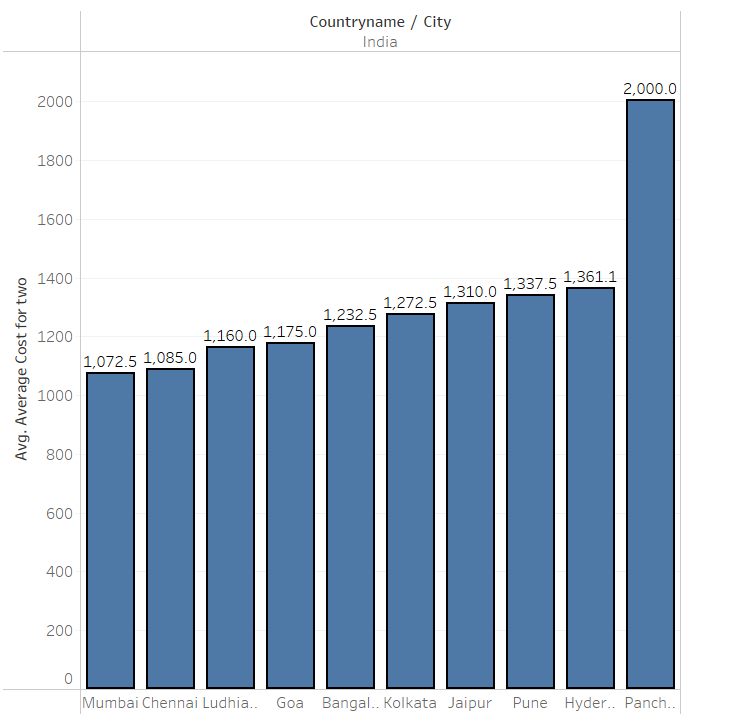 Countryname / City
India
Avg. Average Cost for two
2000
1800
1600
1400
1200
1000
800
600
400
200
0
1,072.5 1,085.0 1,160.0 1,175.0 1,232.5 1,272.5 1,310.0 1,337.5 1,361.1 2,000.0
Mumbai Chennai Ludhia.. Goa Bangal.. Kolkata Jaipur Pune Hyder.. Panch..